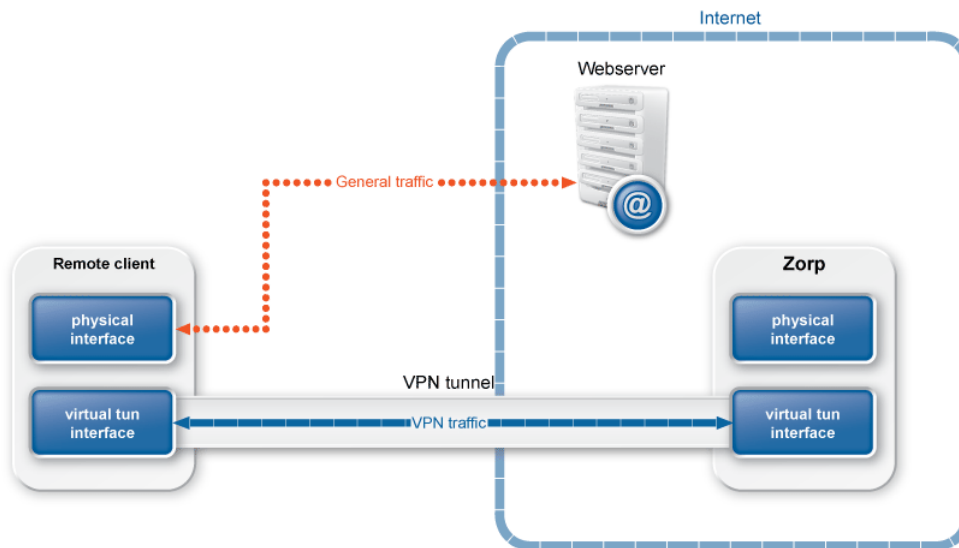 Internet
Webserver
@
General traffic
Remote client
physical
interface
virtual tun
interface
VPN tunnel
VPN traffic
Zorp
physical
interface
virtual tun
interface